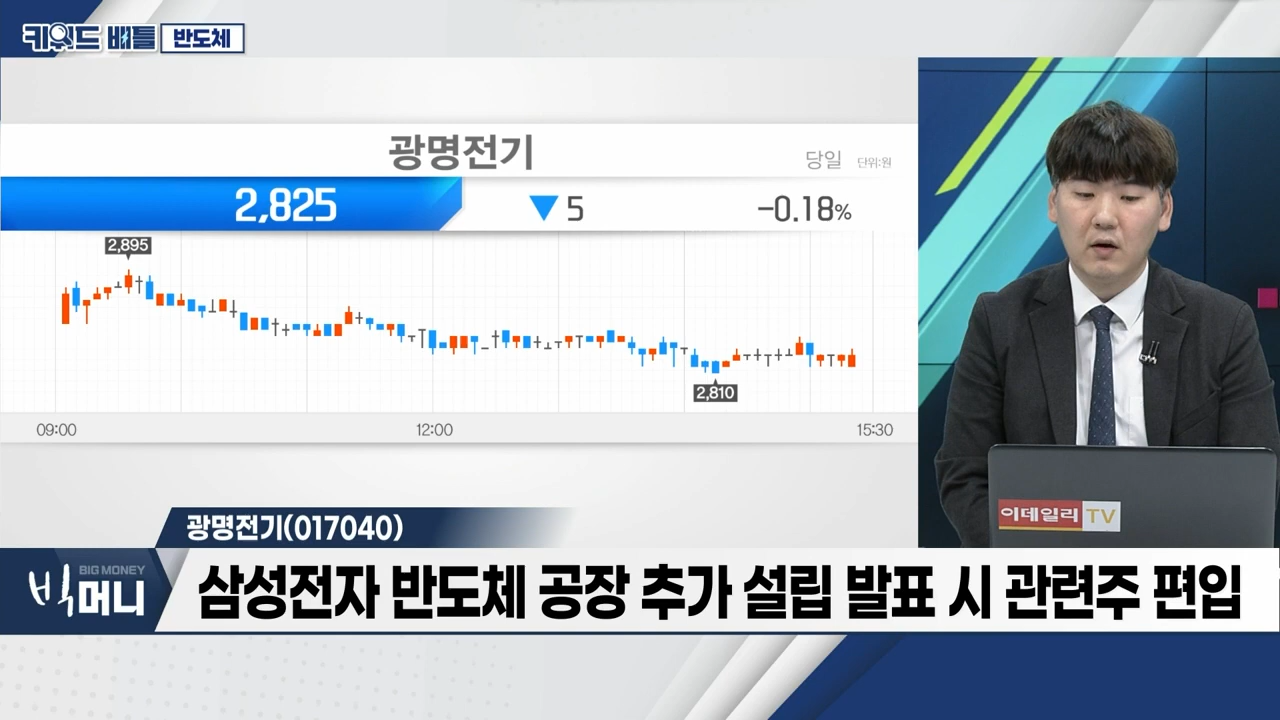 키워드 배틀 반도체
광명전기
당일 단위:원
2,825 ▼ 5 -0.18%
2,895
2,810
09:00 12:00 15:30
이데일리 TV
광명전기(017040)
BIG MONEY
빅머니
삼성전자 반도체 공장 추가 설립 발표 시 관련주 편입